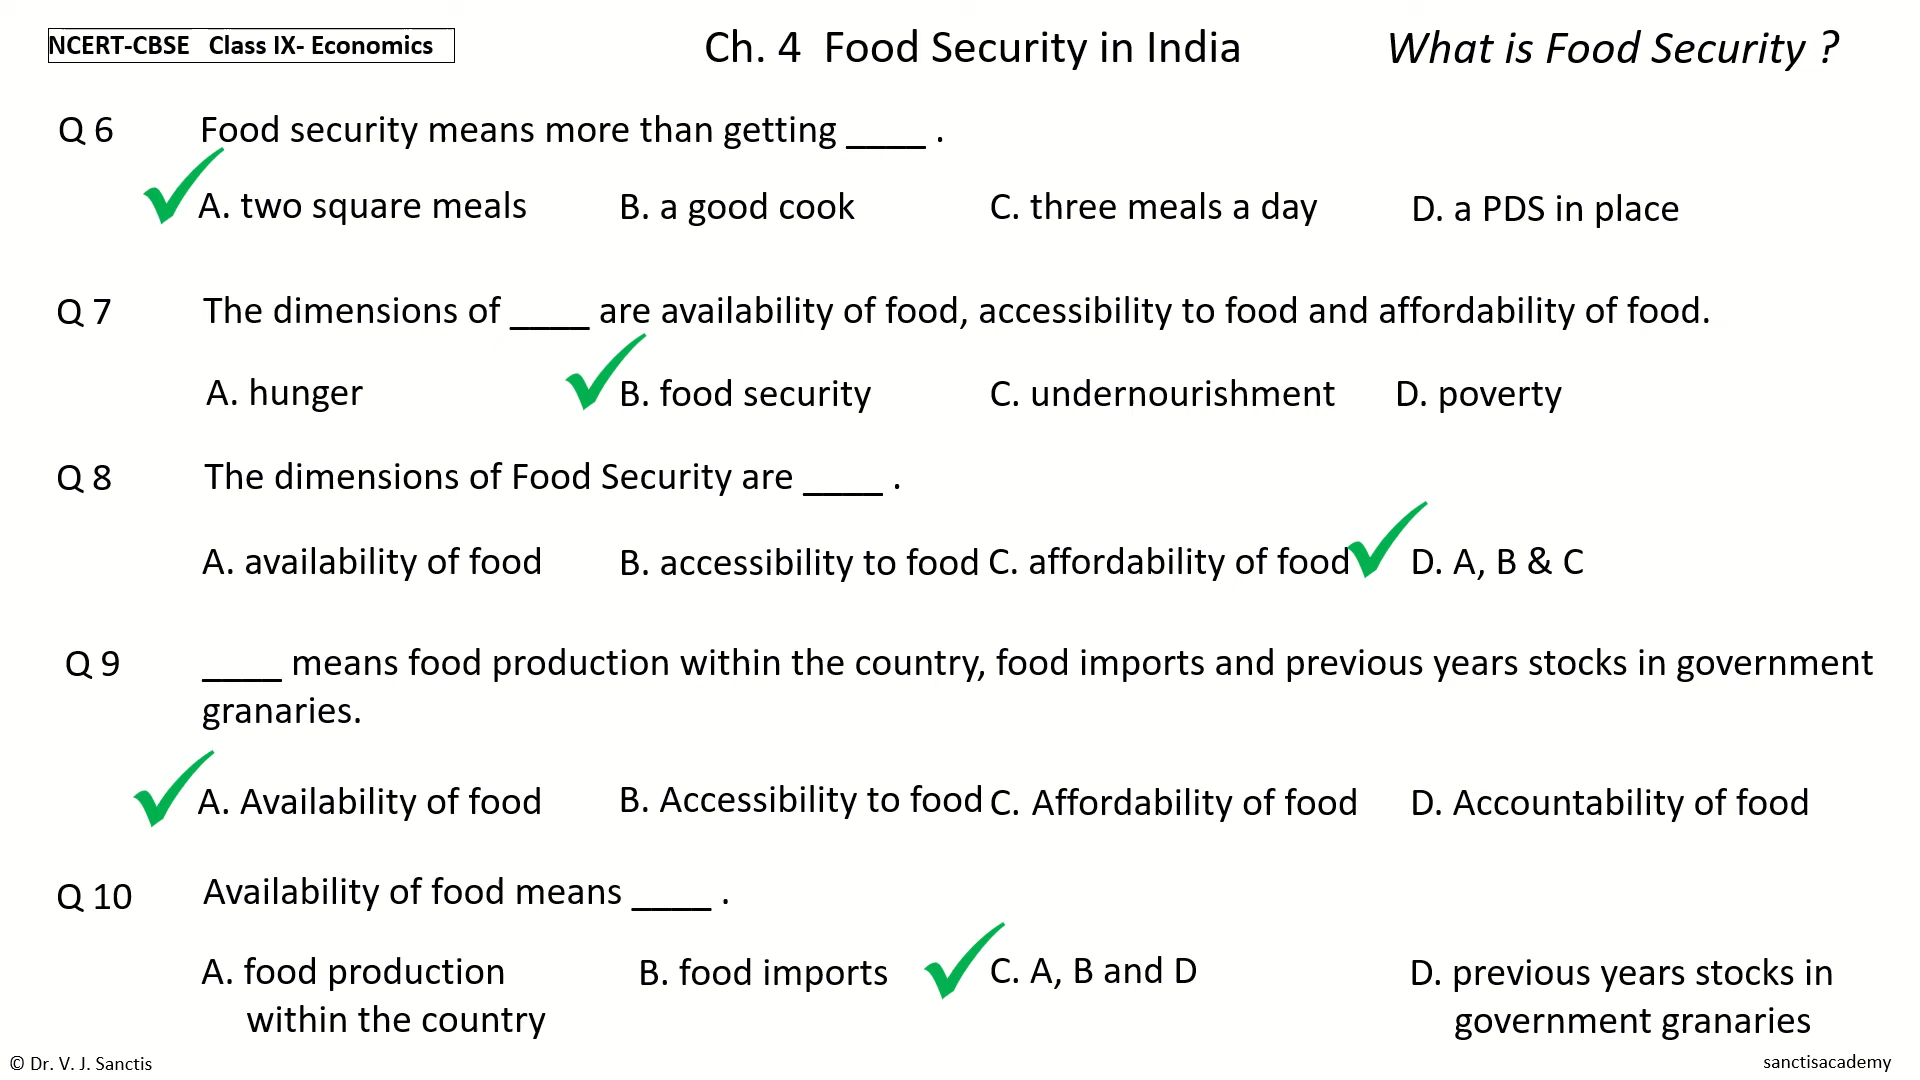 NCERT-CBSE Class IX- Economics
Ch. 4 Food Security in India
What is Food Security ?
Q 6 Food security means more than getting ____ .
A. two square meals B. a good cook C. three meals a day D. a PDS in place
Q 7 The dimensions of ____ are availability of food, accessibility to food and affordability of food.
A. hunger B. food security C. undernourishment D. poverty
Q 8 The dimensions of Food Security are ____ .
A. availability of food B. accessibility to food C. affordability of food D. A, B & C
Q 9 ____ means food production within the country, food imports and previous years stocks in government
granaries.
A. Availability of food B. Accessibility to food C. Affordability of food D. Accountability of food
Q 10 Availability of food means ____ .
A. food production B. food imports C. A, B and D D. previous years stocks in
within the country government granaries
© Dr. V. J. Sanctis sanctisacademy